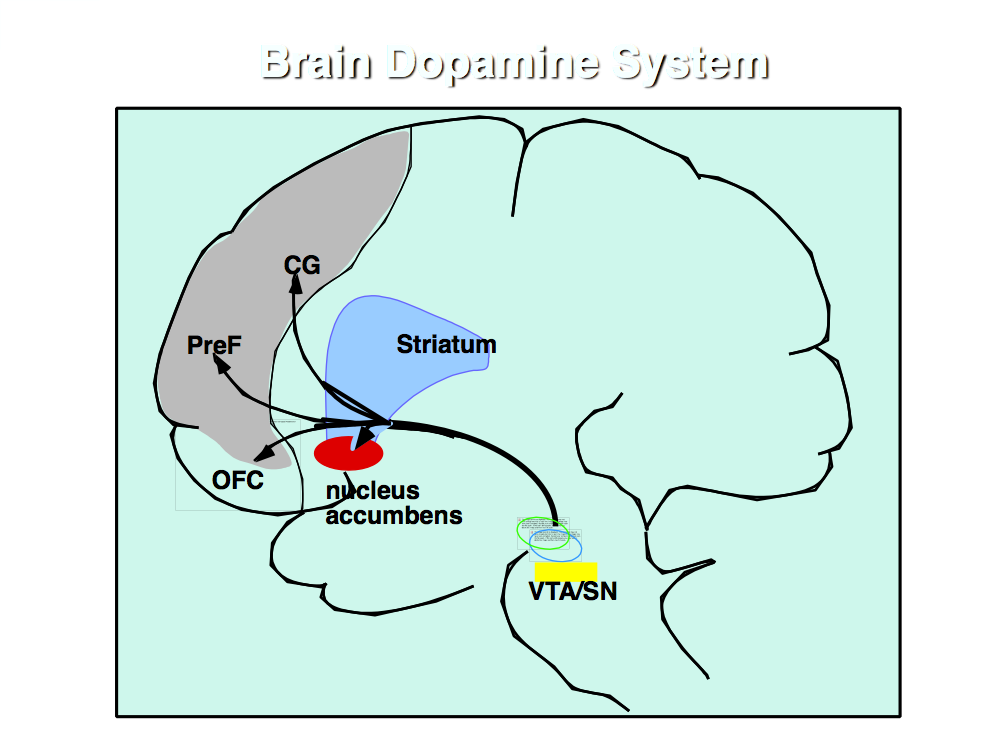 Brain Dopamine System
CG
PreF
Striatum
OFC
nucleus
accumbens
VTA/SN